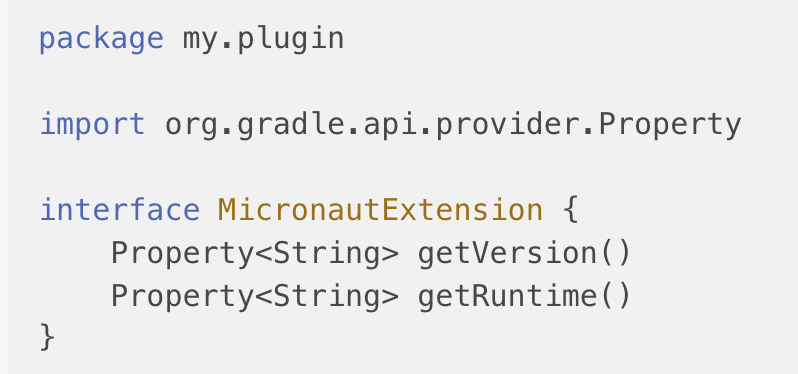 package my.plugin
import org.gradle.api.provider.Property
interface MicronautExtension {
    Property<String> getVersion()
    Property<String> getRuntime()
}